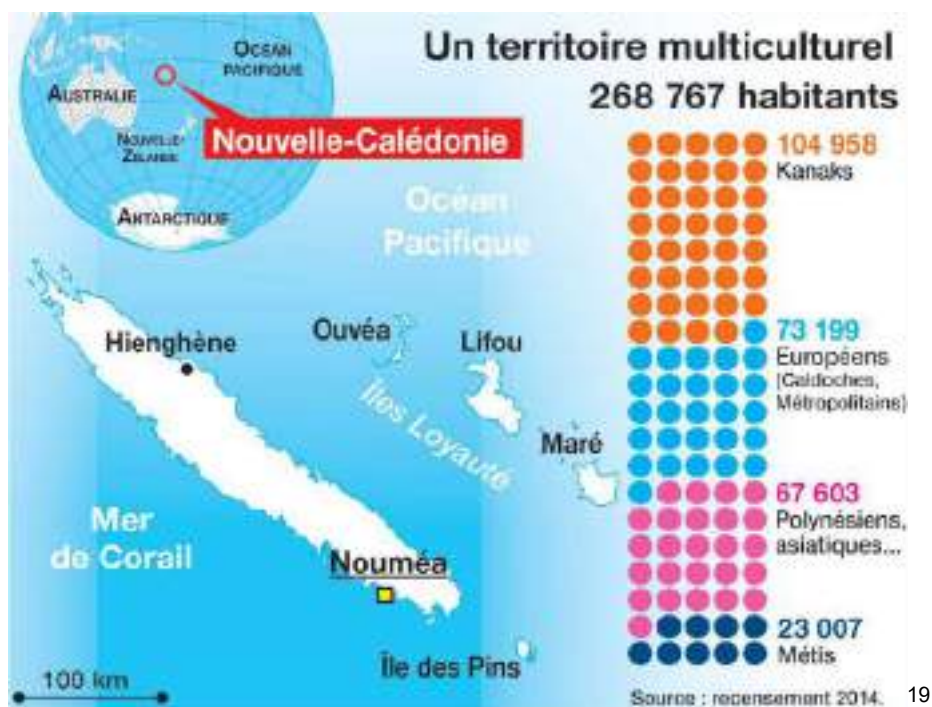 OCÉAN
PACIFIQUE
AUSTRALIE
NOUVELLE-
ZÉLANDE
ANTARCTIQUE
Nouvelle-Calédonie
Un territoire multiculturel
268 767 habitants
104 958
Kanaks
73 199
Européens
(Caldoches,
Métropolitains)
67 603
Polynésiens,
asiatiques...
23 007
Métis
Océan
Pacifique
Hienghène
Ouvéa
Lifou
Îles Loyauté
Maré
Mer
de Corail
Nouméa
Île des Pins
100 km
Source : recensement 2014.
19